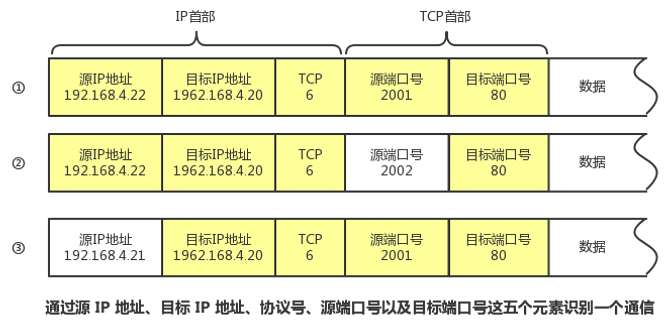 IP首部 TCP首部
① 源IP地址 目标IP地址 TCP 源端口号 目标端口号 数据
192.168.4.22 1962.168.4.20 6 2001 80
② 源IP地址 目标IP地址 TCP 源端口号 目标端口号 数据
192.168.4.22 1962.168.4.20 6 2002 80
③ 源IP地址 目标IP地址 TCP 源端口号 目标端口号 数据
192.168.4.21 1962.168.4.20 6 2001 80
通过源 IP 地址、目标 IP 地址、协议号、源端口号以及目标端口号这五个元素识别一个通信